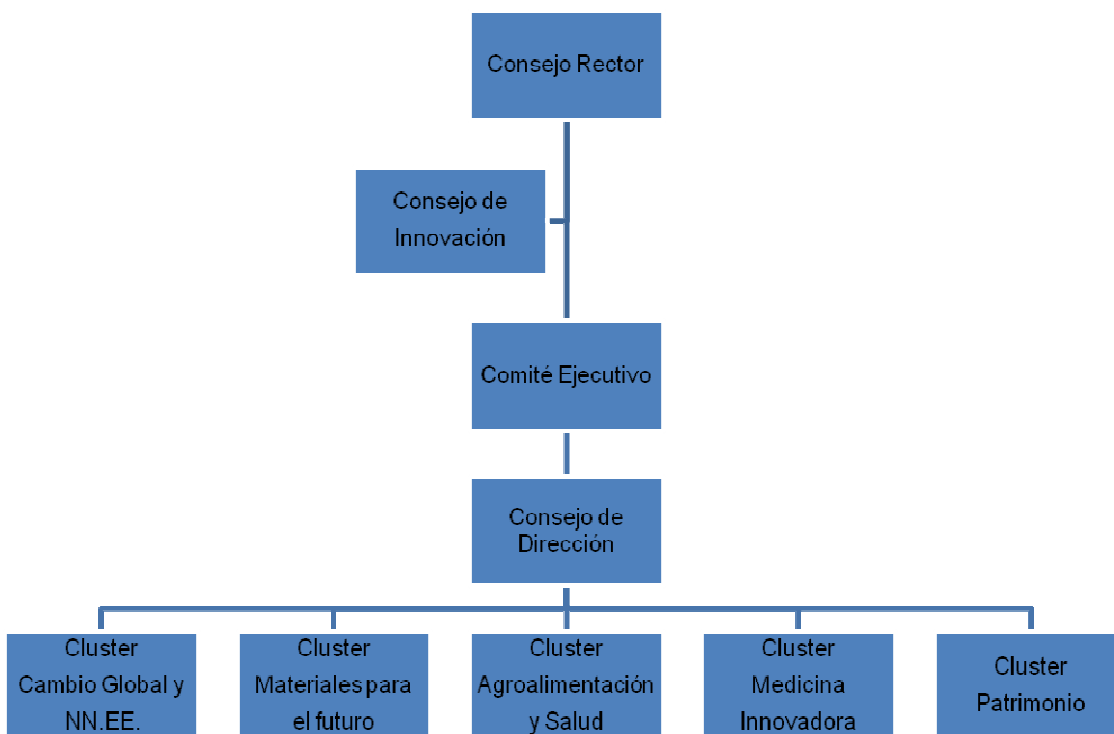 Consejo Rector
Consejo de
Innovación
Comité Ejecutivo
Consejo de
Dirección
Cluster
Cambio Global y
NN.EE.
Cluster
Materiales para
el futuro
Cluster
Agroalimentación
y Salud
Cluster
Medicina
Innovadora
Cluster
Patrimonio